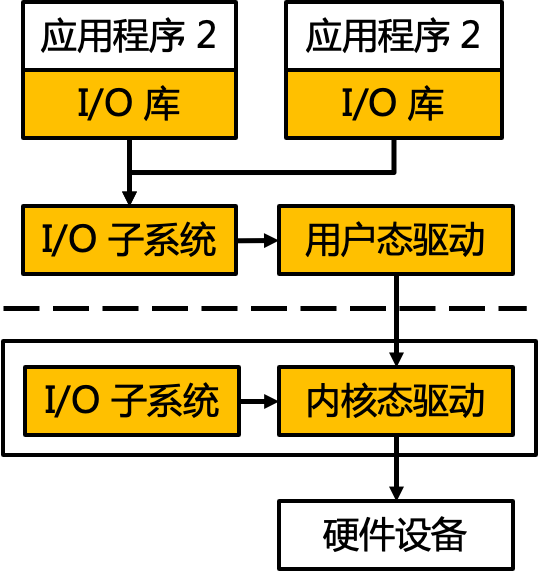 应用程序 2
应用程序 2
I/O 库
I/O 库
I/O 子系统
用户态驱动
I/O 子系统
内核态驱动
硬件设备